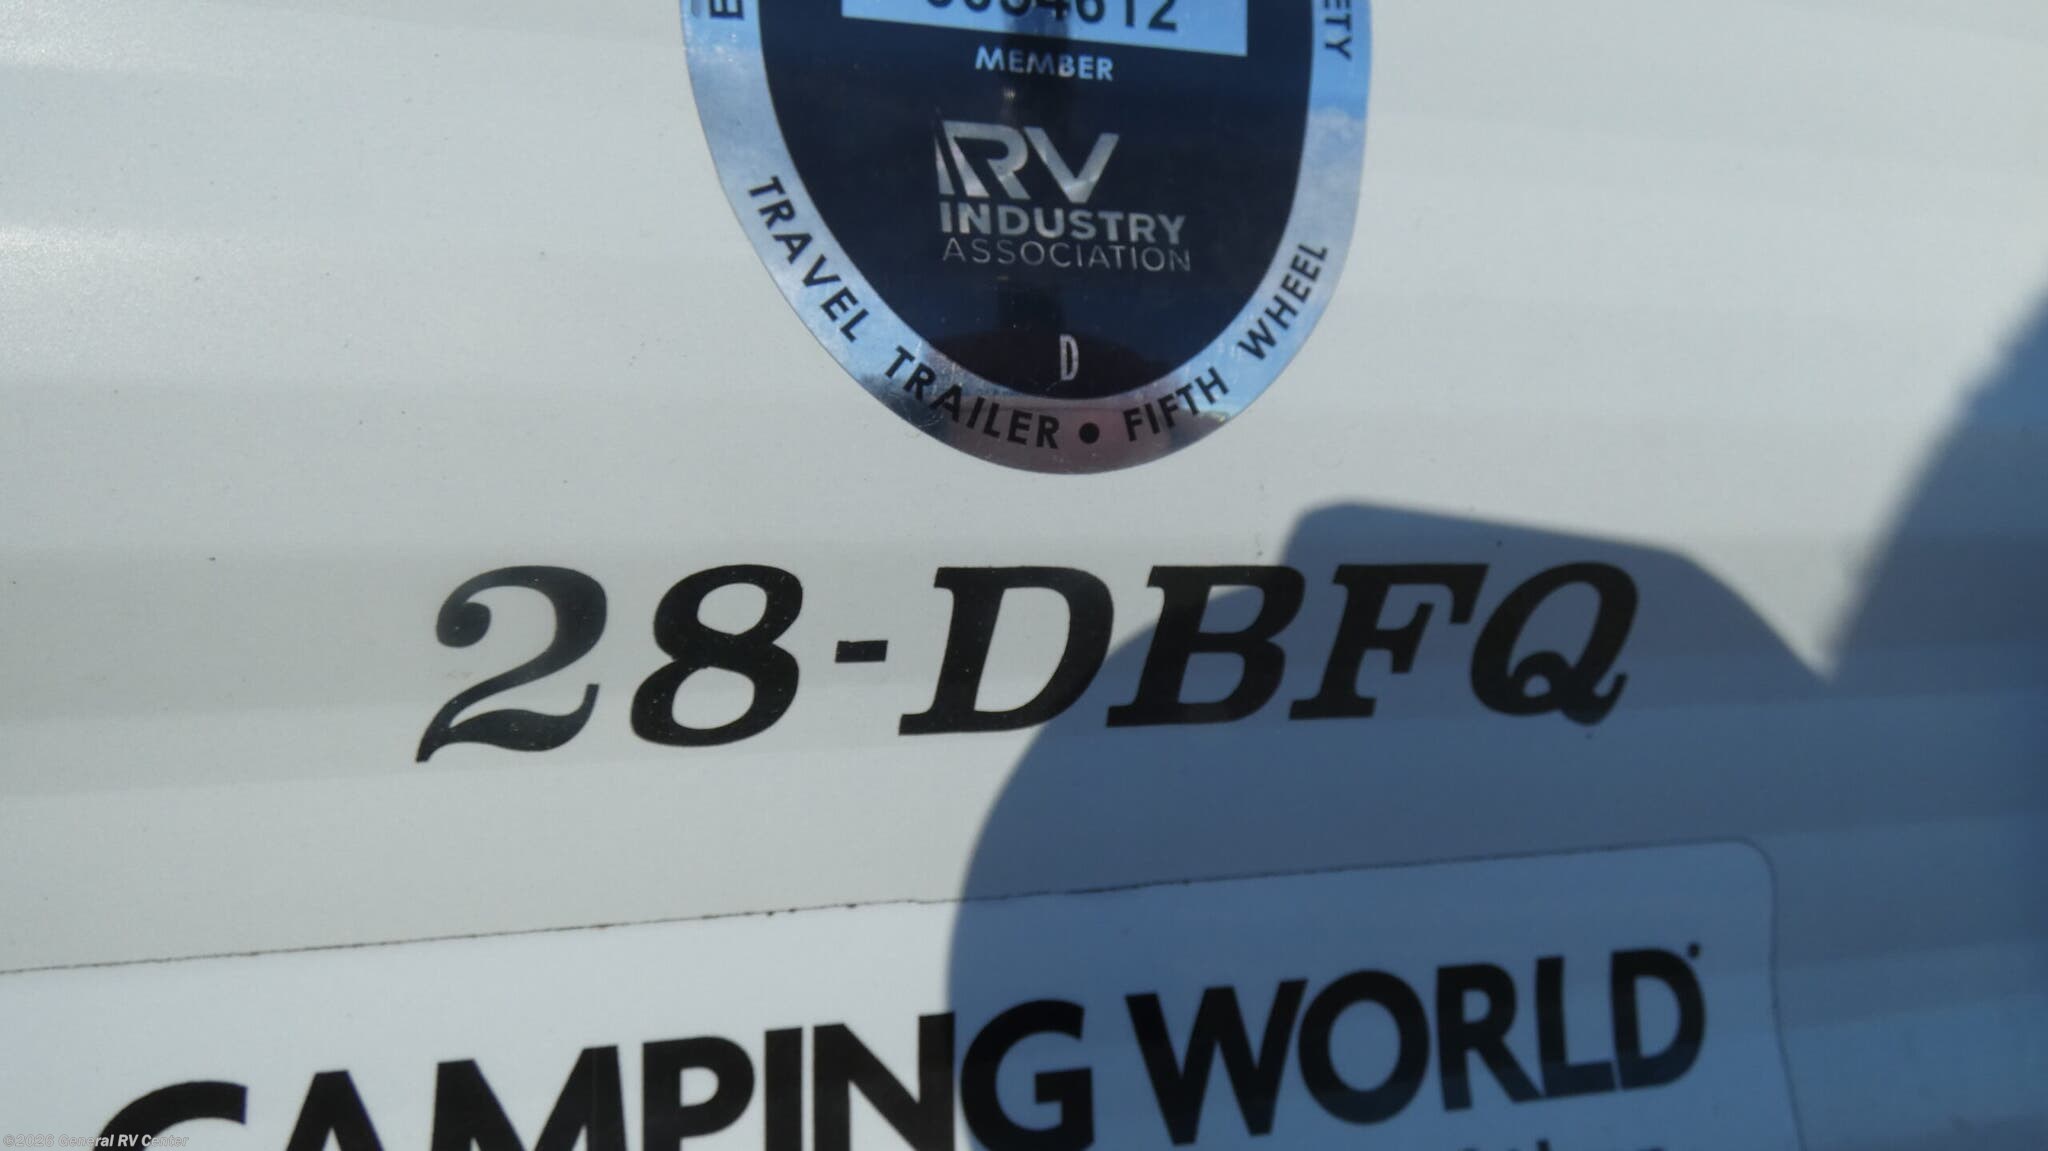 MEMBER
RV
INDUSTRY
ASSOCIATION
D
TRAVEL TRAILER • FIFTH WHEEL
28-DBFQ
CAMPING WORLD
©2026 General RV Center